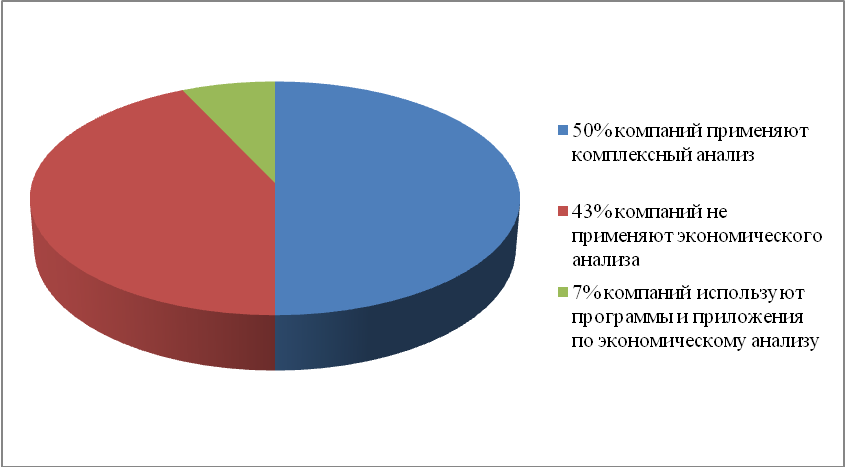 50% компаний применяют
комплексный анализ
43% компаний не
применяют экономического
анализа
7% компаний используют
программы и приложения
по экономическому анализу